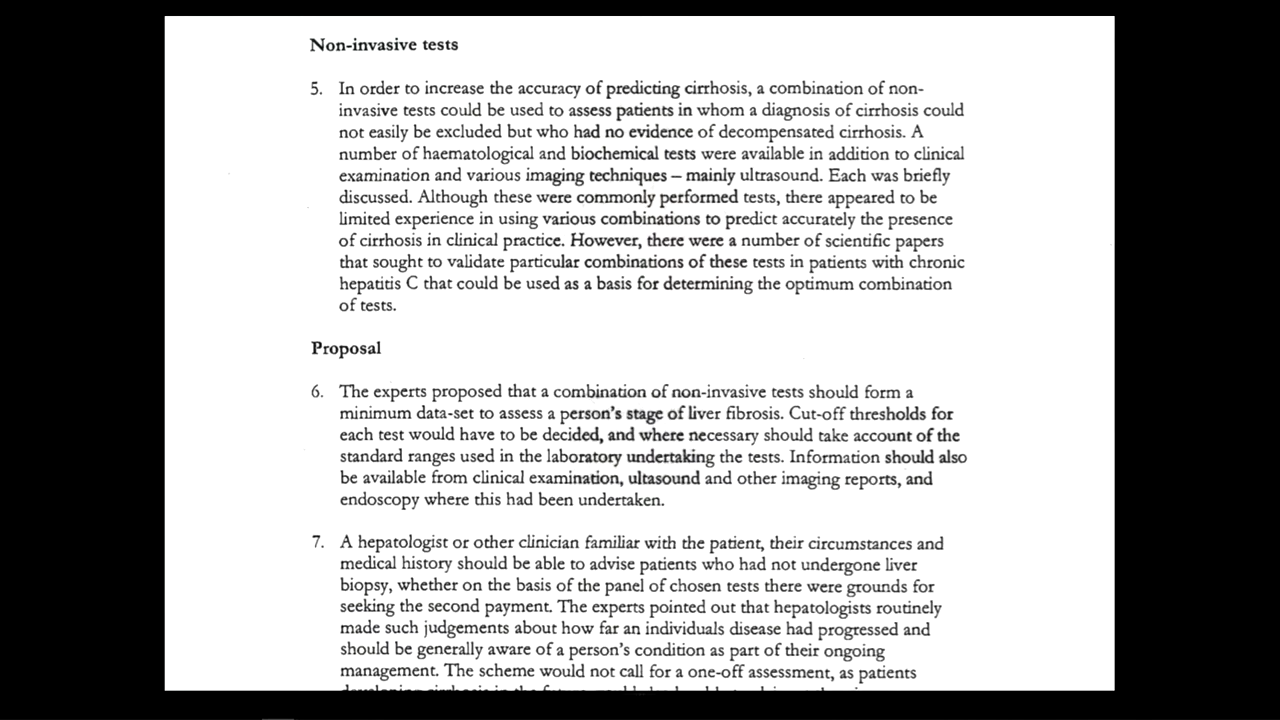 Non-invasive tests
5. In order to increase the accuracy of predicting cirrhosis, a combination of non-
invasive tests could be used to assess patients in whom a diagnosis of cirrhosis could
not easily be excluded but who had no evidence of decompensated cirrhosis. A
number of haematological and biochemical tests were available in addition to clinical
examination and various imaging techniques – mainly ultrasound. Each was briefly
discussed. Although these were commonly performed tests, there appeared to be
limited experience in using various combinations to predict accurately the presence
of cirrhosis in clinical practice. However, there were a number of scientific papers
that sought to validate particular combinations of these tests in patients with chronic
hepatitis C that could be used as a basis for determining the optimum combination
of tests.
Proposal
6. The experts proposed that a combination of non-invasive tests should form a
minimum data-set to assess a person's stage of liver fibrosis. Cut-off thresholds for
each test would have to be decided, and where necessary should take account of the
standard ranges used in the laboratory undertaking the tests. Information should also
be available from clinical examination, ultrasound and other imaging reports, and
endoscopy where this had been undertaken.
7. A hepatologist or other clinician familiar with the patient, their circumstances and
medical history should be able to advise patients who had not undergone liver
biopsy, whether on the basis of the panel of chosen tests there were grounds for
seeking the second payment. The experts pointed out that hepatologists routinely
made such judgements about how far an individuals disease had progressed and
should be generally aware of a person's condition as part of their ongoing
management. The scheme would not call for a one-off assessment, as patients